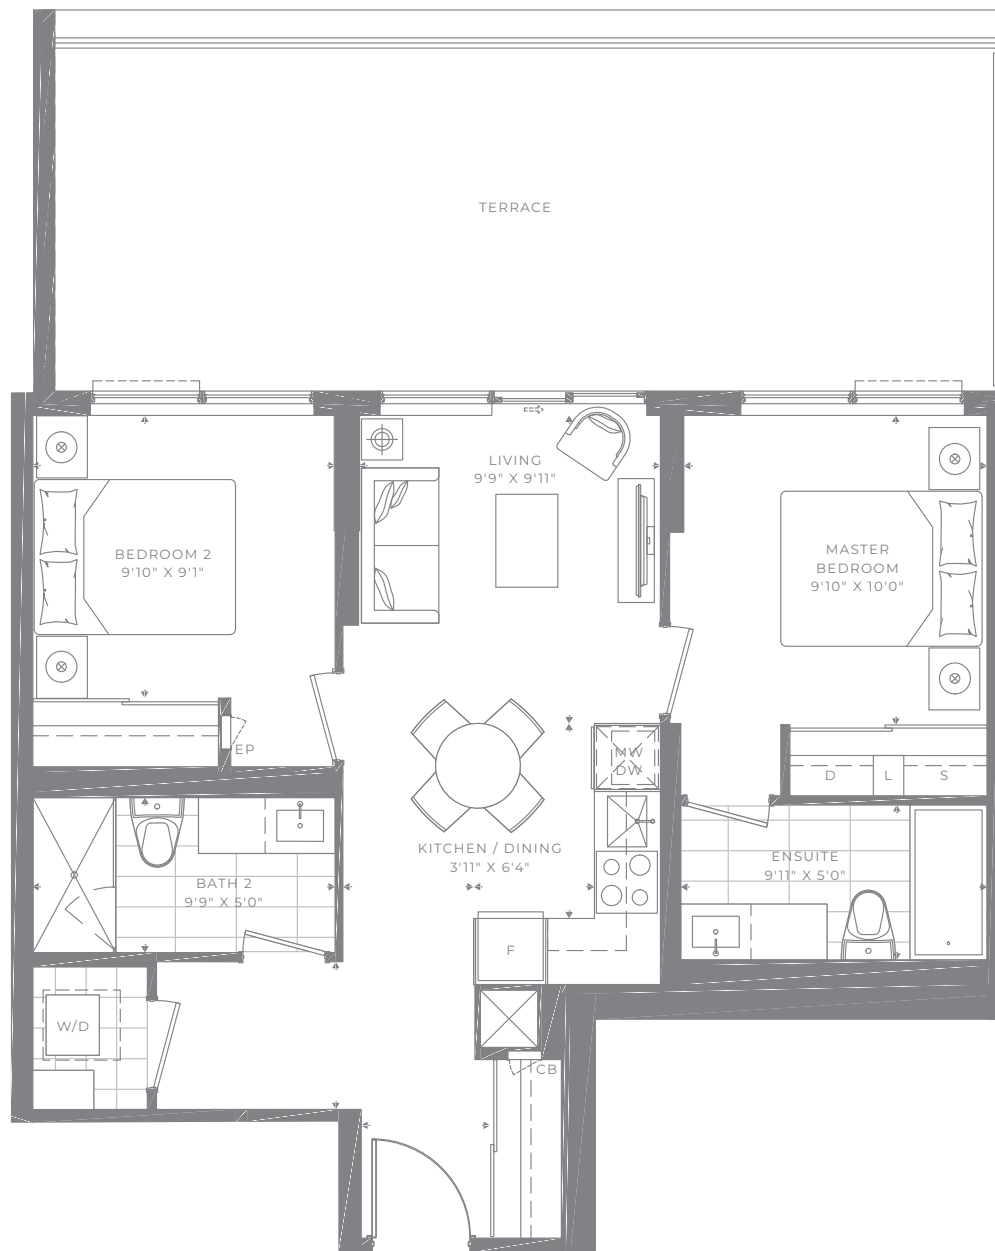 TERRACE
LIVING
9'9" X 9'11"
BEDROOM 2
9'10" X 9'1"
MASTER
BEDROOM
9'10" X 10'0"
EP
MW
DW
D
L
S
KITCHEN / DINING
3'11" X 6'4"
ENSUITE
9'11" X 5'0"
BATH 2
9'9" X 5'0"
F
W/D
CB